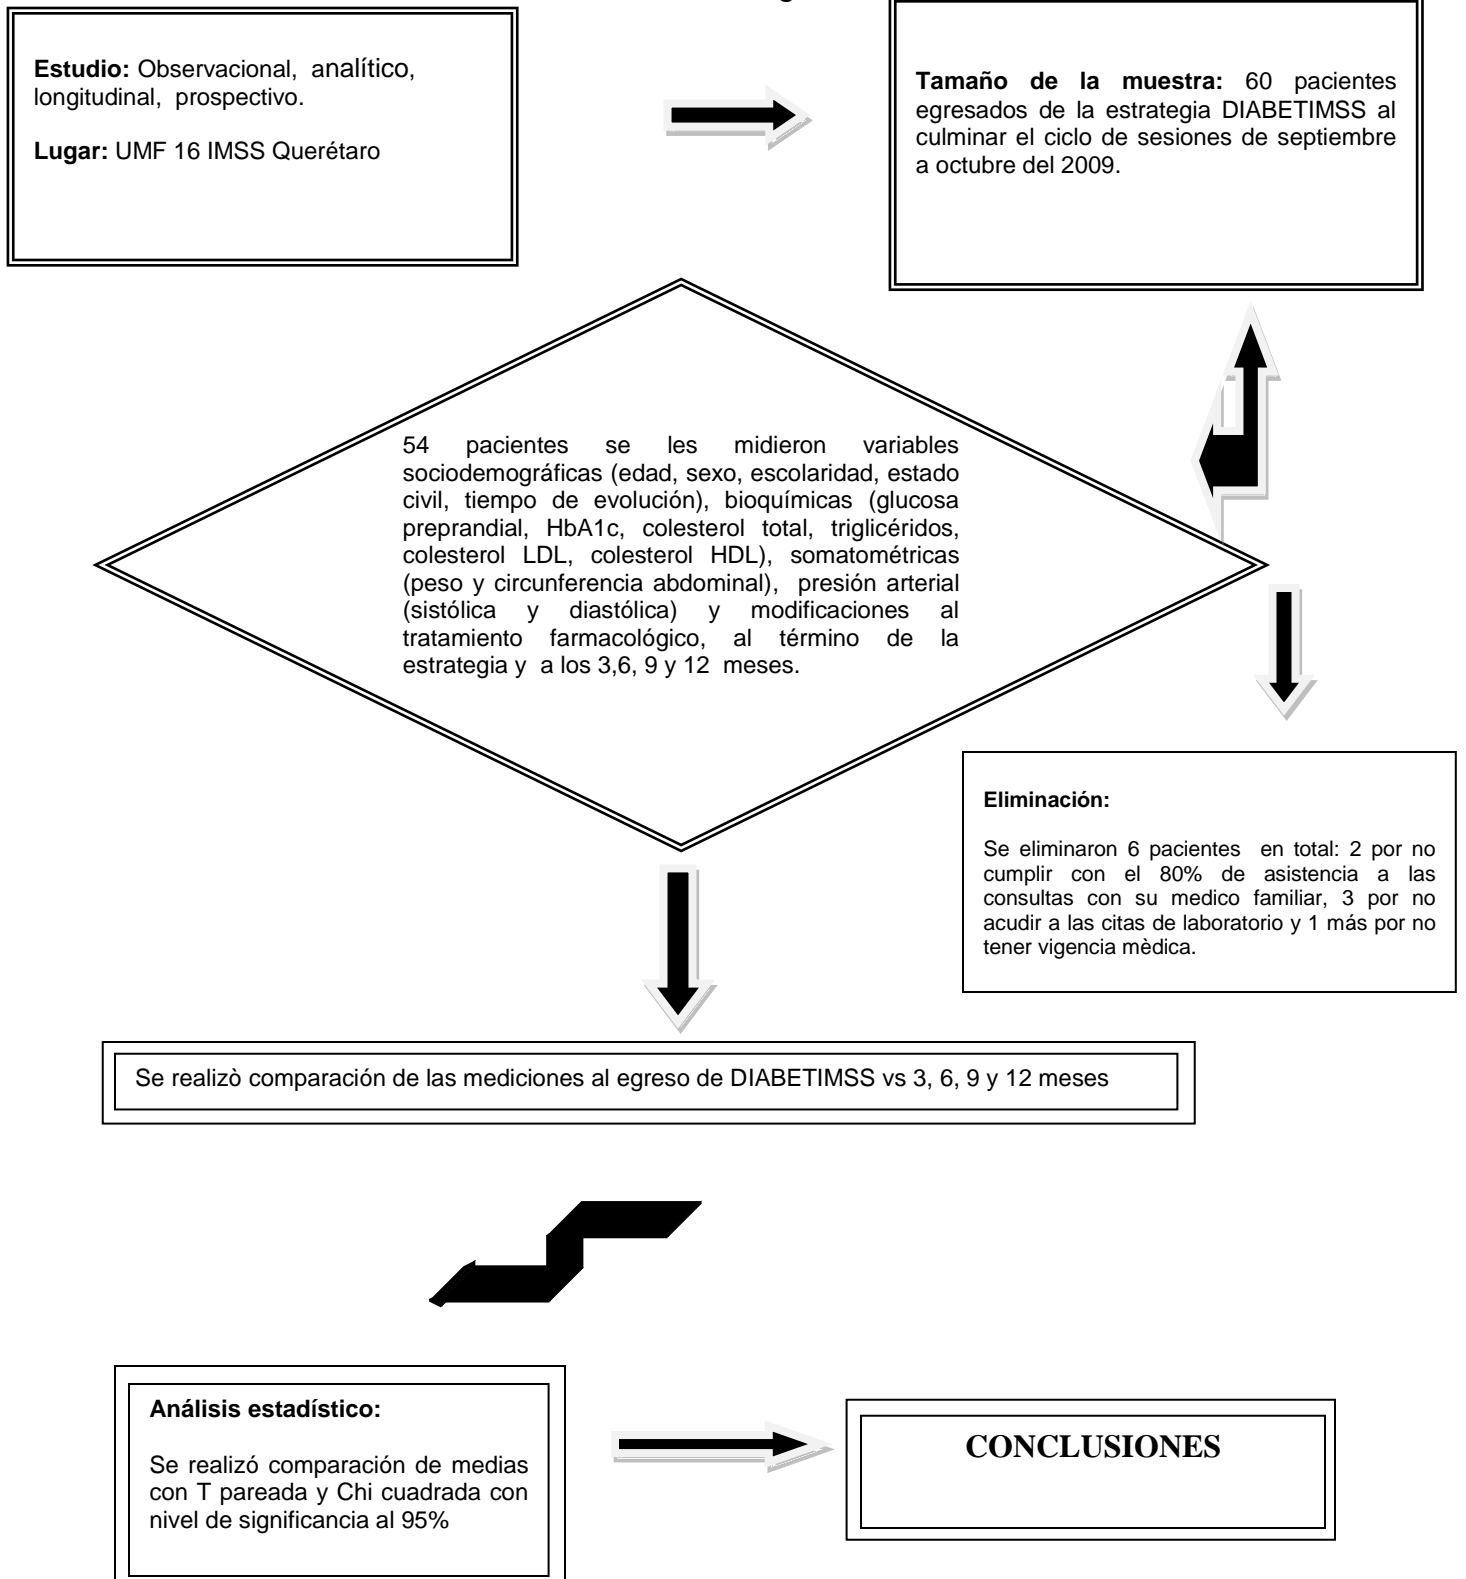 Estudio: Observacional, analítico,
longitudinal, prospectivo.
Lugar: UMF 16 IMSS Querétaro
Tamaño de la muestra: 60 pacientes
egresados de la estrategia DIABETIMSS al
culminar el ciclo de sesiones de septiembre
a octubre del 2009.
54 pacientes se les midieron variables
sociodemográficas (edad, sexo, escolaridad, estado
civil, tiempo de evolución), bioquímicas (glucosa
preprandial, HbA1c, colesterol total, triglicéridos,
colesterol LDL, colesterol HDL), somatométricas
(peso y circunferencia abdominal), presión arterial
(sistólica y diastólica) y modificaciones al
tratamiento farmacológico, al término de la
estrategia y a los 3,6, 9 y 12 meses.
Eliminación:
Se eliminaron 6 pacientes en total: 2 por no
cumplir con el 80% de asistencia a las
consultas con su medico familiar, 3 por no
acudir a las citas de laboratorio y 1 más por no
tener vigencia mèdica.
Se realizò comparación de las mediciones al egreso de DIABETIMSS vs 3, 6, 9 y 12 meses
Análisis estadístico:
Se realizó comparación de medias
con T pareada y Chi cuadrada con
nivel de significancia al 95%
CONCLUSIONES